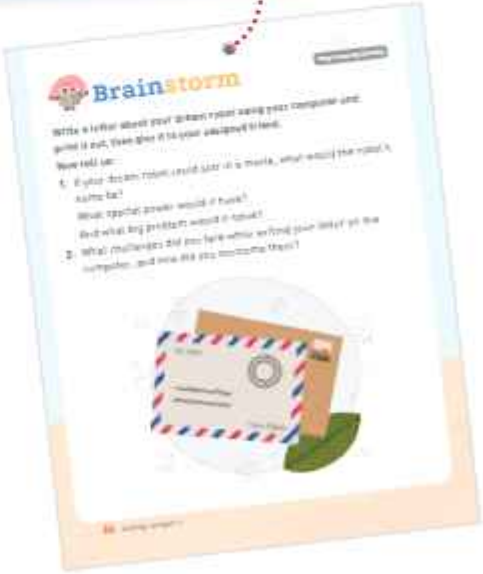 Brainstorm
Write a letter about your dream room using your computer and
print it out, then give it to your assigned friend.
Now tell us:
1. If your dream room could star in a movie, what would the room's
name be?
What special power would it have?
And what big problem would it solve?
2. What challenges did you face while writing your letter on the
computer, and how did you overcome them?